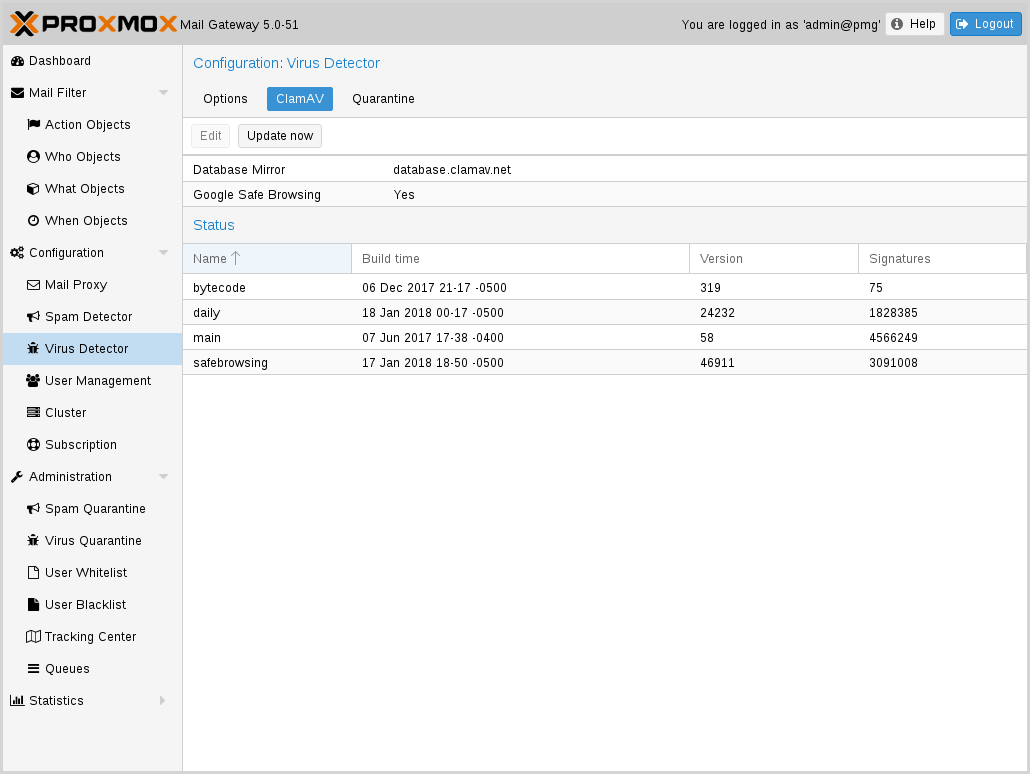 PROXMOX Mail Gateway 5.0-51 You are logged in as 'admin@pmg' Help Logout
Dashboard
Mail Filter
Action Objects
Who Objects
What Objects
When Objects
Configuration
Mail Proxy
Spam Detector
Virus Detector
User Management
Cluster
Subscription
Administration
Spam Quarantine
Virus Quarantine
User Whitelist
User Blacklist
Tracking Center
Queues
Statistics
Configuration: Virus Detector
Options ClamAV Quarantine
Edit Update now
Database Mirror database.clamav.net
Google Safe Browsing Yes
Status
Name Build time Version Signatures
bytecode 06 Dec 2017 21-17 -0500 319 75
daily 18 Jan 2018 00-17 -0500 24232 1828385
main 07 Jun 2017 17-38 -0400 58 4566249
safebrowsing 17 Jan 2018 18-50 -0500 46911 3091008